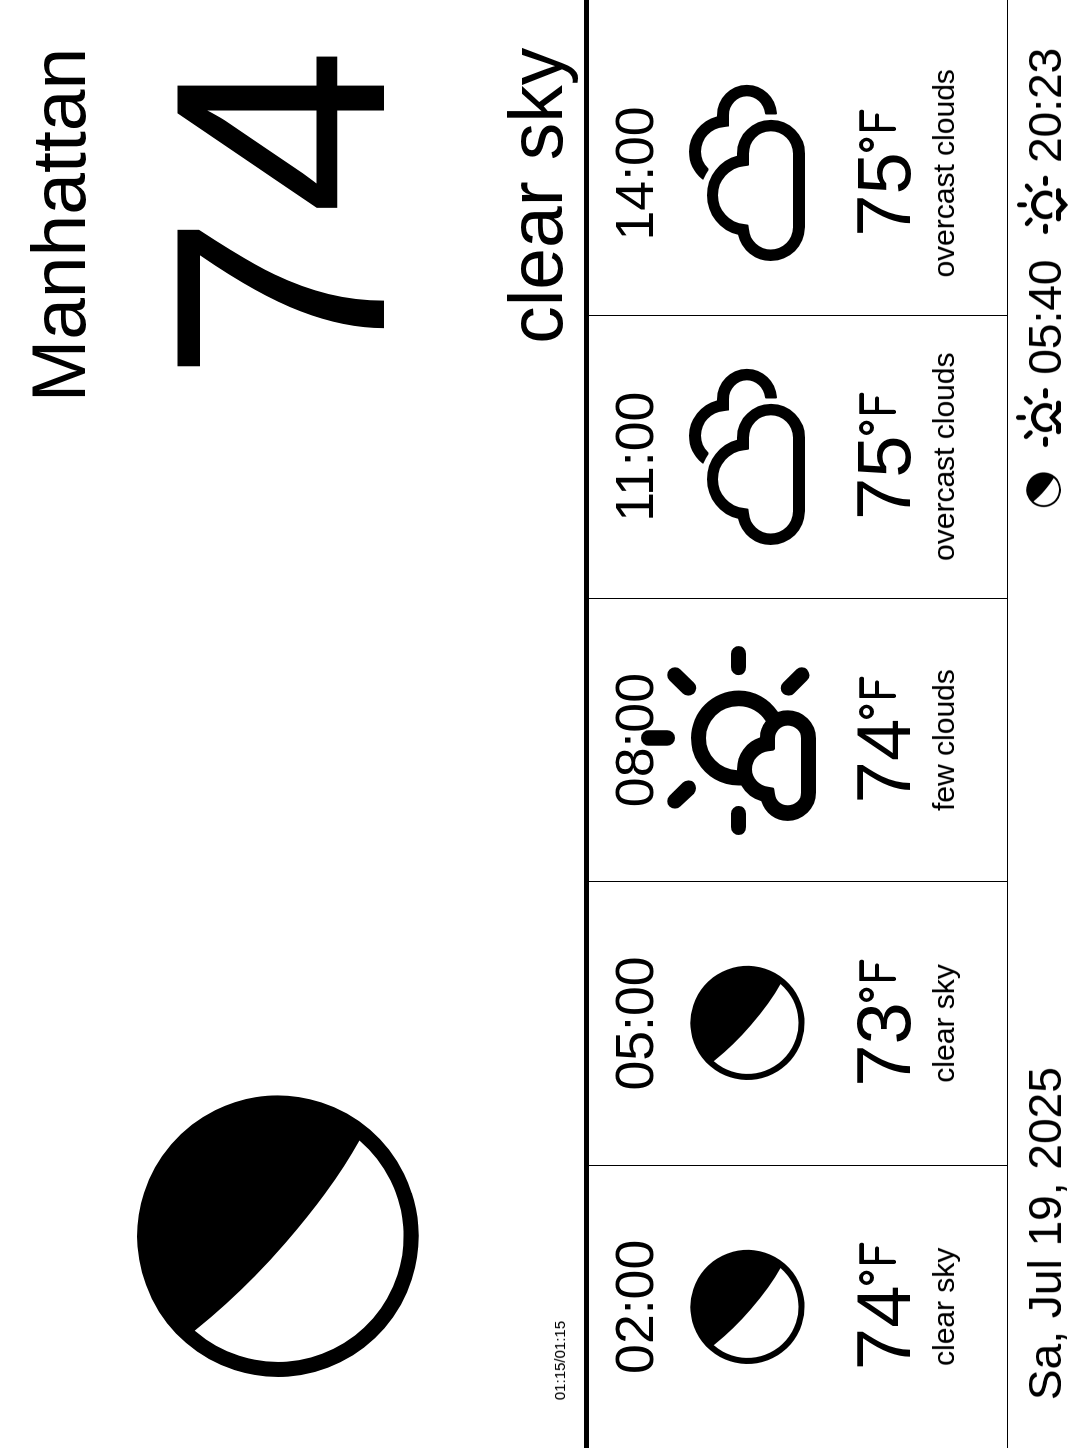 Manhattan
74
clear sky
01:15/01:15
02:00
74°F
clear sky
05:00
73°F
clear sky
08:00
74°F
few clouds
11:00
75°F
overcast clouds
14:00
75°F
overcast clouds
Sa, Jul 19, 2025
05:40 20:23